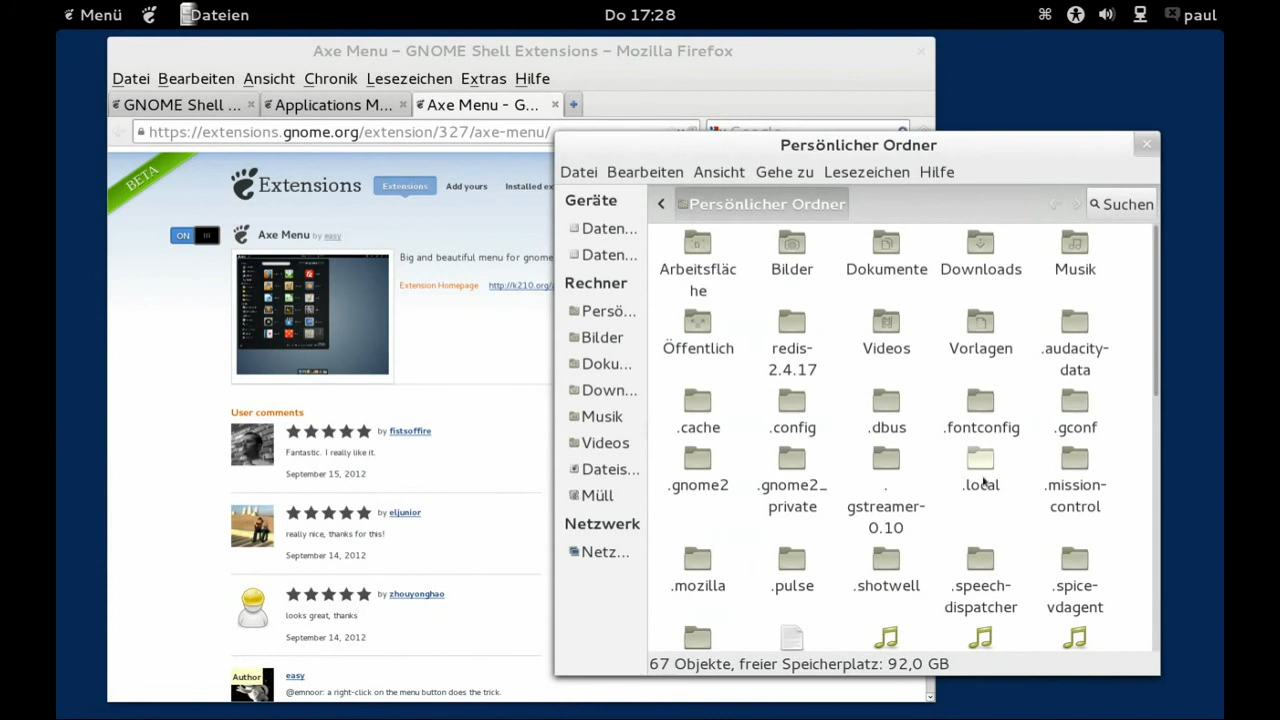 Menü
Dateien
Do 17:28
paul
Axe Menu – GNOME Shell Extensions – Mozilla Firefox
Datei Bearbeiten Ansicht Chronik Lesezeichen Extras Hilfe
GNOME Shell ...
Applications M...
Axe Menu - G...
https://extensions.gnome.org/extension/327/axe-menu/
Google
BETA
Extensions
Extensions
Add yours
Installed ex
ON
Axe Menu by easy
Big and beautiful menu for gnome
Extension Homepage
http://k210.org/
User comments
by fistsoffire
Fantastic. I really like it.
September 15, 2012
by eljunior
really nice, thanks for this!
September 14, 2012
by zhouyonghao
looks great, thanks
September 14, 2012
Author
easy
@emnoor: a right-click on the menu button does the trick.
Persönlicher Ordner
Datei Bearbeiten Ansicht Gehe zu Lesezeichen Hilfe
Persönlicher Ordner
Suchen
Geräte
Daten...
Daten...
Rechner
Persö...
Bilder
Doku...
Down...
Musik
Videos
Dateis...
Müll
Netzwerk
Netz...
Arbeitsfläc
he
Bilder
Dokumente
Downloads
Musik
Öffentlich
redis-
2.4.17
Videos
Vorlagen
.audacity-
data
.cache
.config
.dbus
.fontconfig
.gconf
.gnome2
.gnome2_
private
.
gstreamer-
0.10
.local
.mission-
control
.mozilla
.pulse
.shotwell
.speech-
dispatcher
.spice-
vdagent
67 Objekte, freier Speicherplatz: 92,0 GB